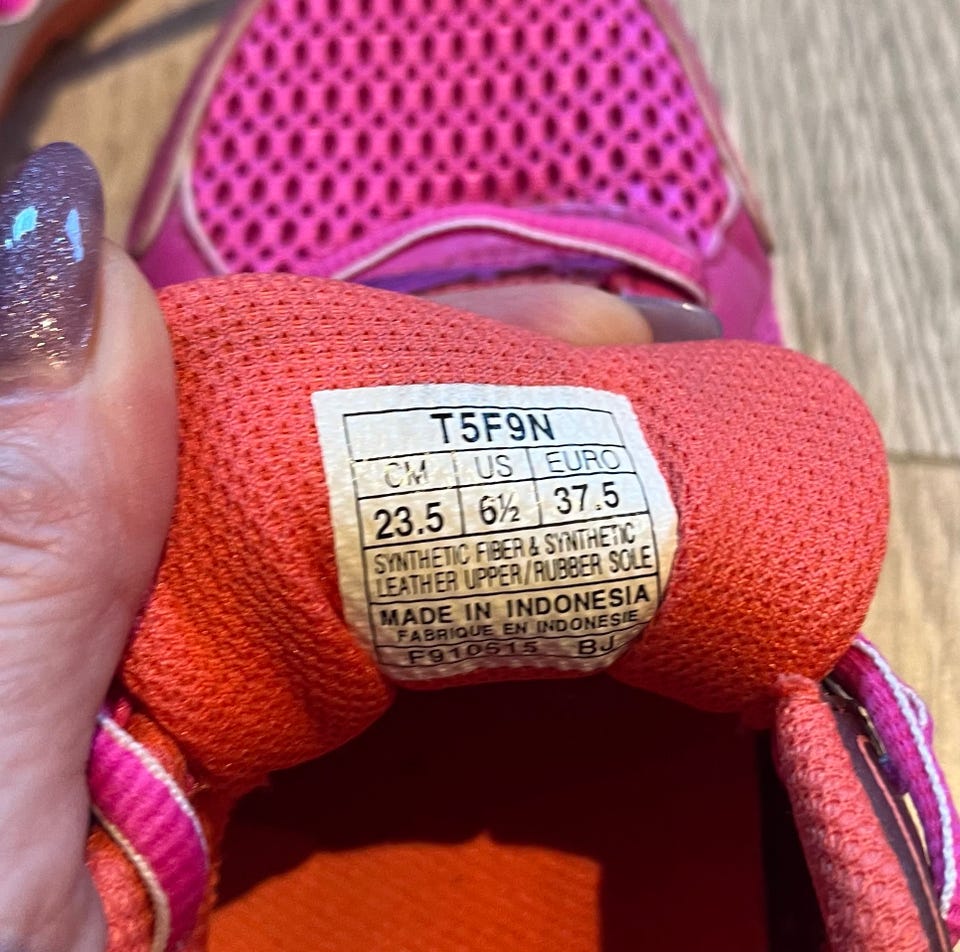 T5F9N
CM US EURO
23.5 6½ 37.5
SYNTHETIC FIBER & SYNTHETIC
LEATHER UPPER/RUBBER SOLE
MADE IN INDONESIA
FABRIQUE EN INDONESIE
F910615 BJ